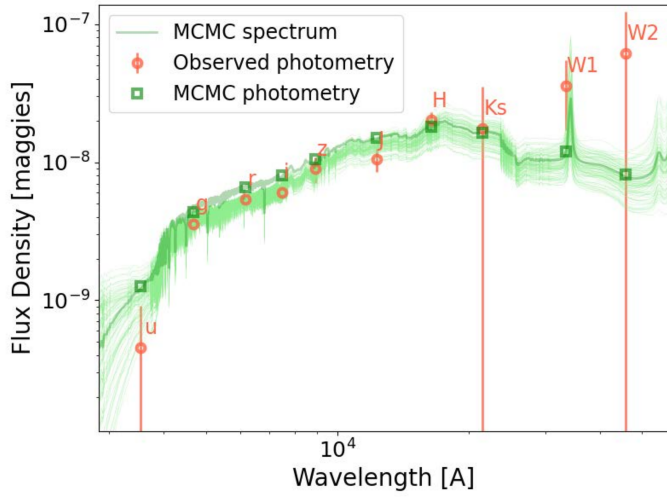 MCMC spectrum
Observed photometry
MCMC photometry
W2
W1
H
Ks
J
z
i
r
g
u
10⁻⁷
10⁻⁸
10⁻⁹
Flux Density [maggies]
10⁴
Wavelength [A]